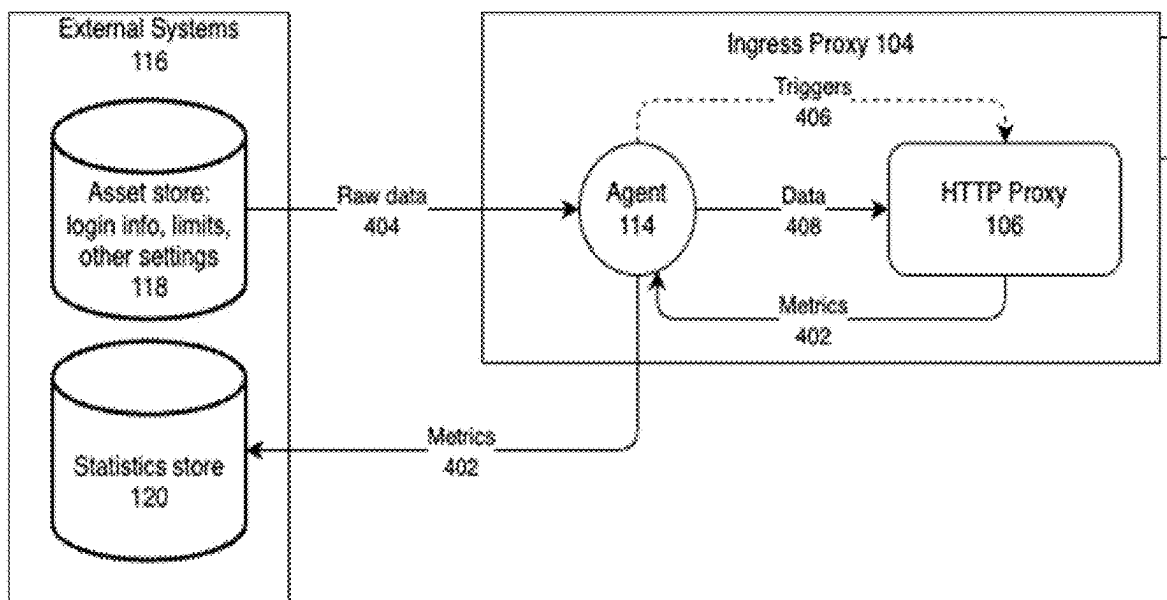 External Systems
116
Asset store:
login info, limits,
other settings
118
Statistics store
120
Raw data
404
Metrics
402
Ingress Proxy 104
Triggers
406
Agent
114
Data
408
HTTP Proxy
106
Metrics
402